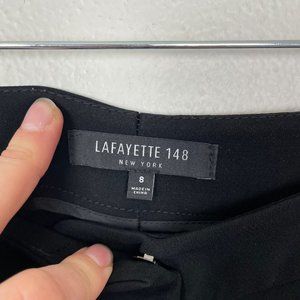 LAFAYETTE 148
NEW YORK
8
MADE IN
CHINA